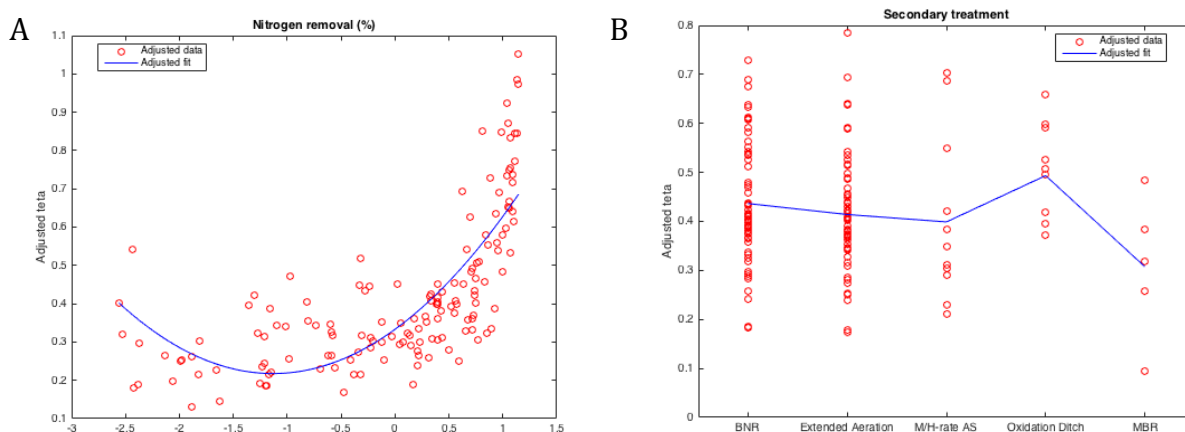 A
Nitrogen removal (%)
Adjusted teta
1.1
1
0.9
0.8
0.7
0.6
0.5
0.4
0.3
0.2
0.1
Adjusted data
Adjusted fit
-3
-2.5
-2
-1.5
-1
-0.5
0
0.5
1
1.5
B
Secondary treatment
Adjusted teta
0.8
0.7
0.6
0.5
0.4
0.3
0.2
0.1
0
Adjusted data
Adjusted fit
BNR
Extended Aeration
M/H-rate AS
Oxidation Ditch
MBR